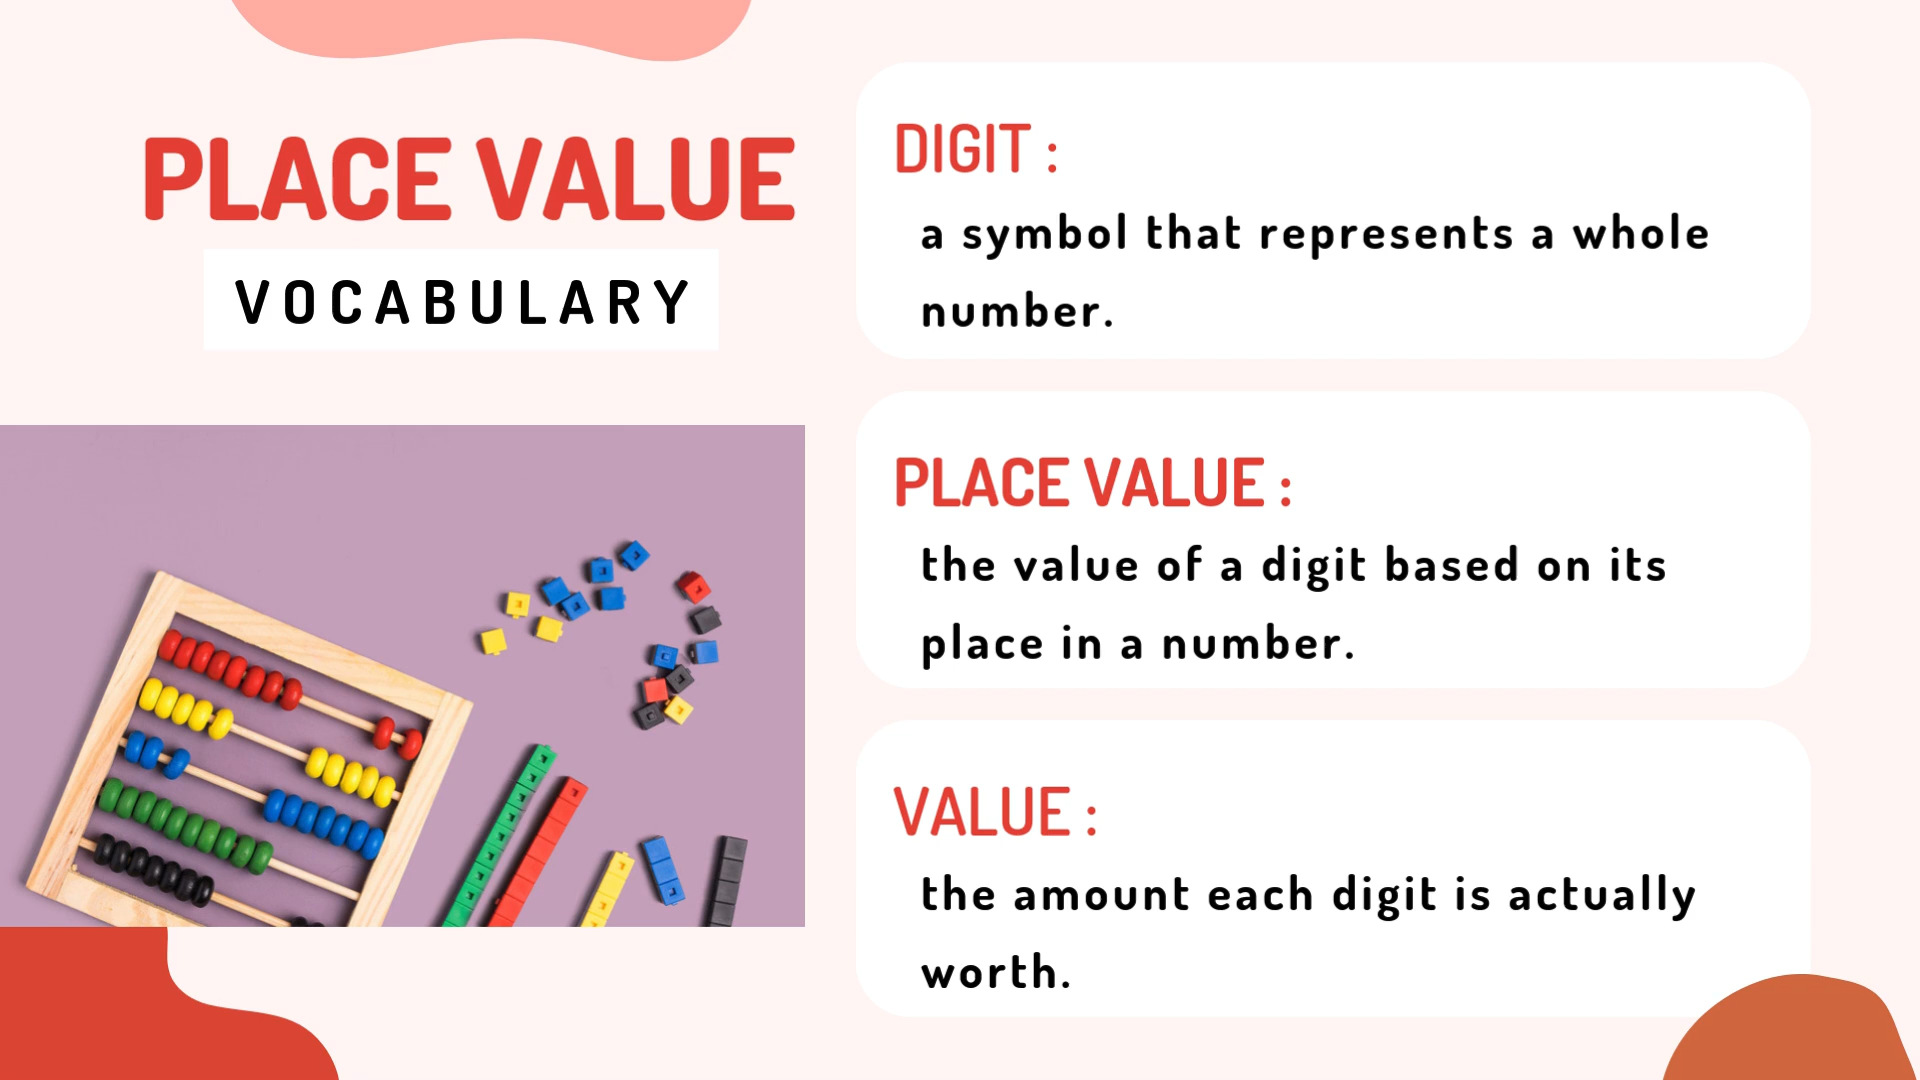 PLACE VALUE
VOCABULARY
DIGIT :
a symbol that represents a whole
number.
PLACE VALUE :
the value of a digit based on its
place in a number.
VALUE :
the amount each digit is actually
worth.